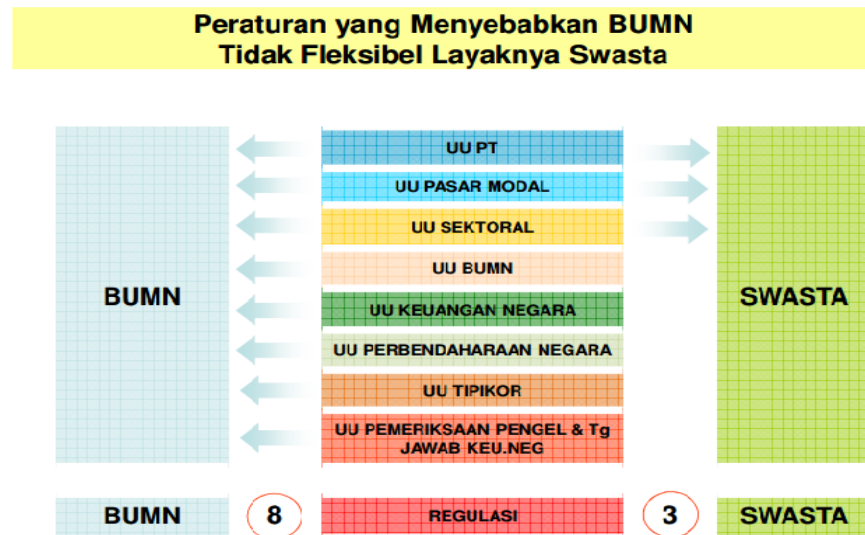 Peraturan yang Menyebabkan BUMN
Tidak Fleksibel Layaknya Swasta
UU PT
UU PASAR MODAL
UU SEKTORAL
UU BUMN
BUMN
SWASTA
UU KEUANGAN NEGARA
UU PERBENDAHARAAN NEGARA
UU TIPIKOR
UU PEMERIKSAAN PENGEL & Tg
JAWAB KEU.NEG
BUMN
8
REGULASI
3
SWASTA